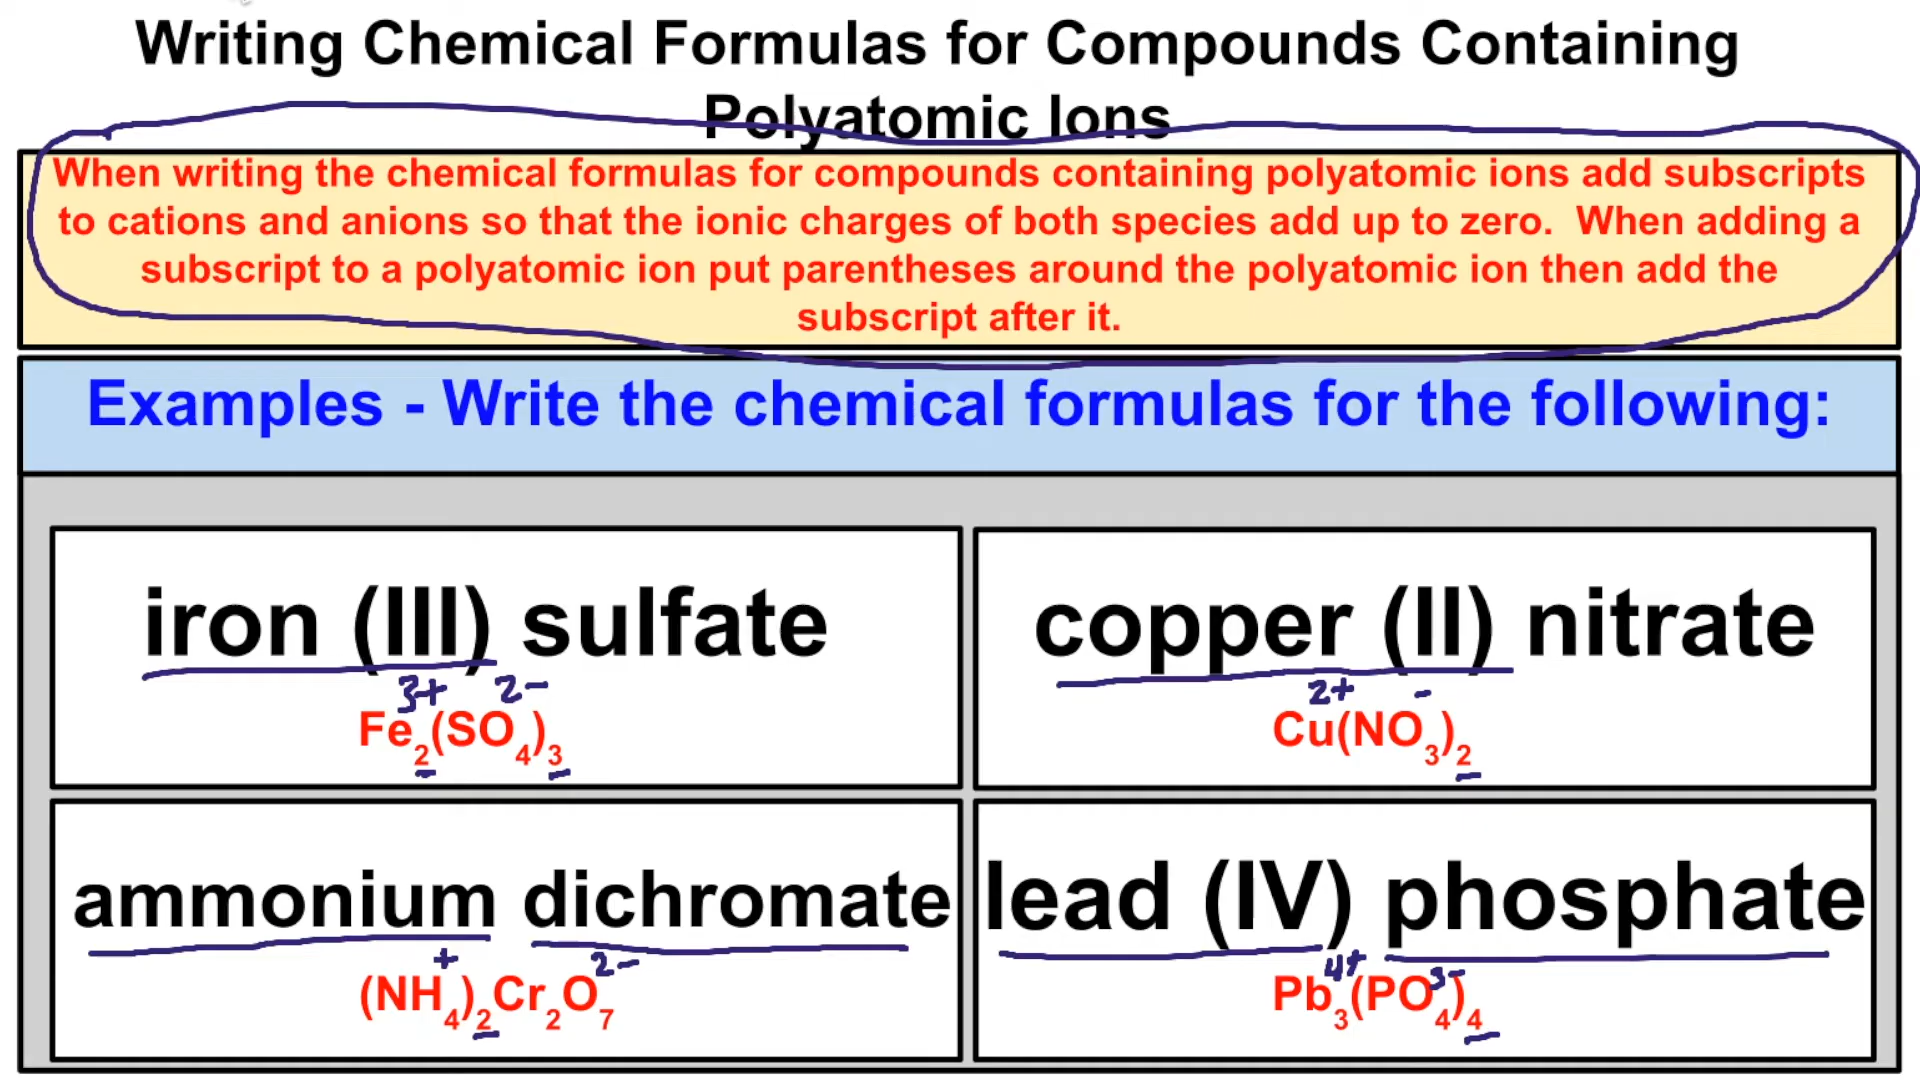 Writing Chemical Formulas for Compounds Containing
Polyatomic Ions
When writing the chemical formulas for compounds containing polyatomic ions add subscripts
to cations and anions so that the ionic charges of both species add up to zero.  When adding a
subscript to a polyatomic ion put parentheses around the polyatomic ion then add the
subscript after it.
Examples - Write the chemical formulas for the following:
iron (III) sulfate
3+ 2-
Fe₂(SO₄)₃
copper (II) nitrate
2+ -
Cu(NO₃)₂
ammonium dichromate
+ 2-
(NH₄)₂Cr₂O₇
lead (IV) phosphate
4+ 3-
Pb₃(PO₄)₄